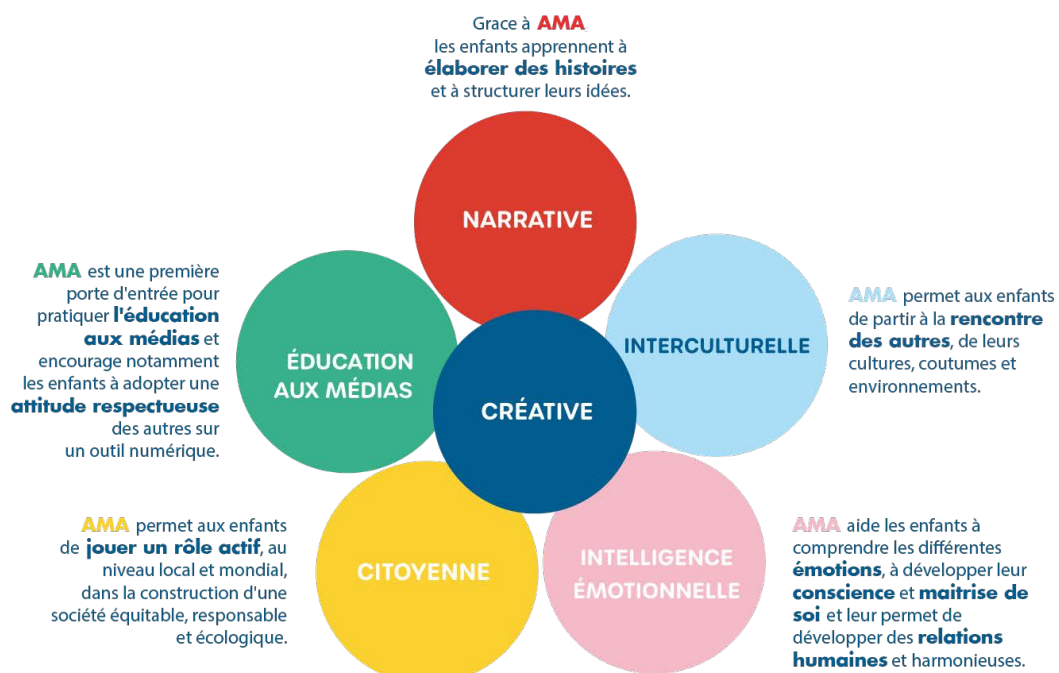 Grace à AMA
les enfants apprennent à
élaborer des histoires
et à structurer leurs idées.
NARRATIVE
AMA est une première
porte d'entrée pour
pratiquer l'éducation
aux médias et
encourage notamment
les enfants à adopter une
attitude respectueuse
des autres sur
un outil numérique.
ÉDUCATION
AUX MÉDIAS
CRÉATIVE
INTERCULTURELLE
AMA permet aux enfants
de partir à la rencontre
des autres, de leurs
cultures, coutumes et
environnements.
AMA permet aux enfants
de jouer un rôle actif, au
niveau local et mondial,
dans la construction d'une
société équitable, responsable
et écologique.
CITOYENNE
INTELLIGENCE
ÉMOTIONNELLE
AMA aide les enfants à
comprendre les différentes
émotions, à développer leur
conscience et maitrise de
soi et leur permet de
développer des relations
humaines et harmonieuses.